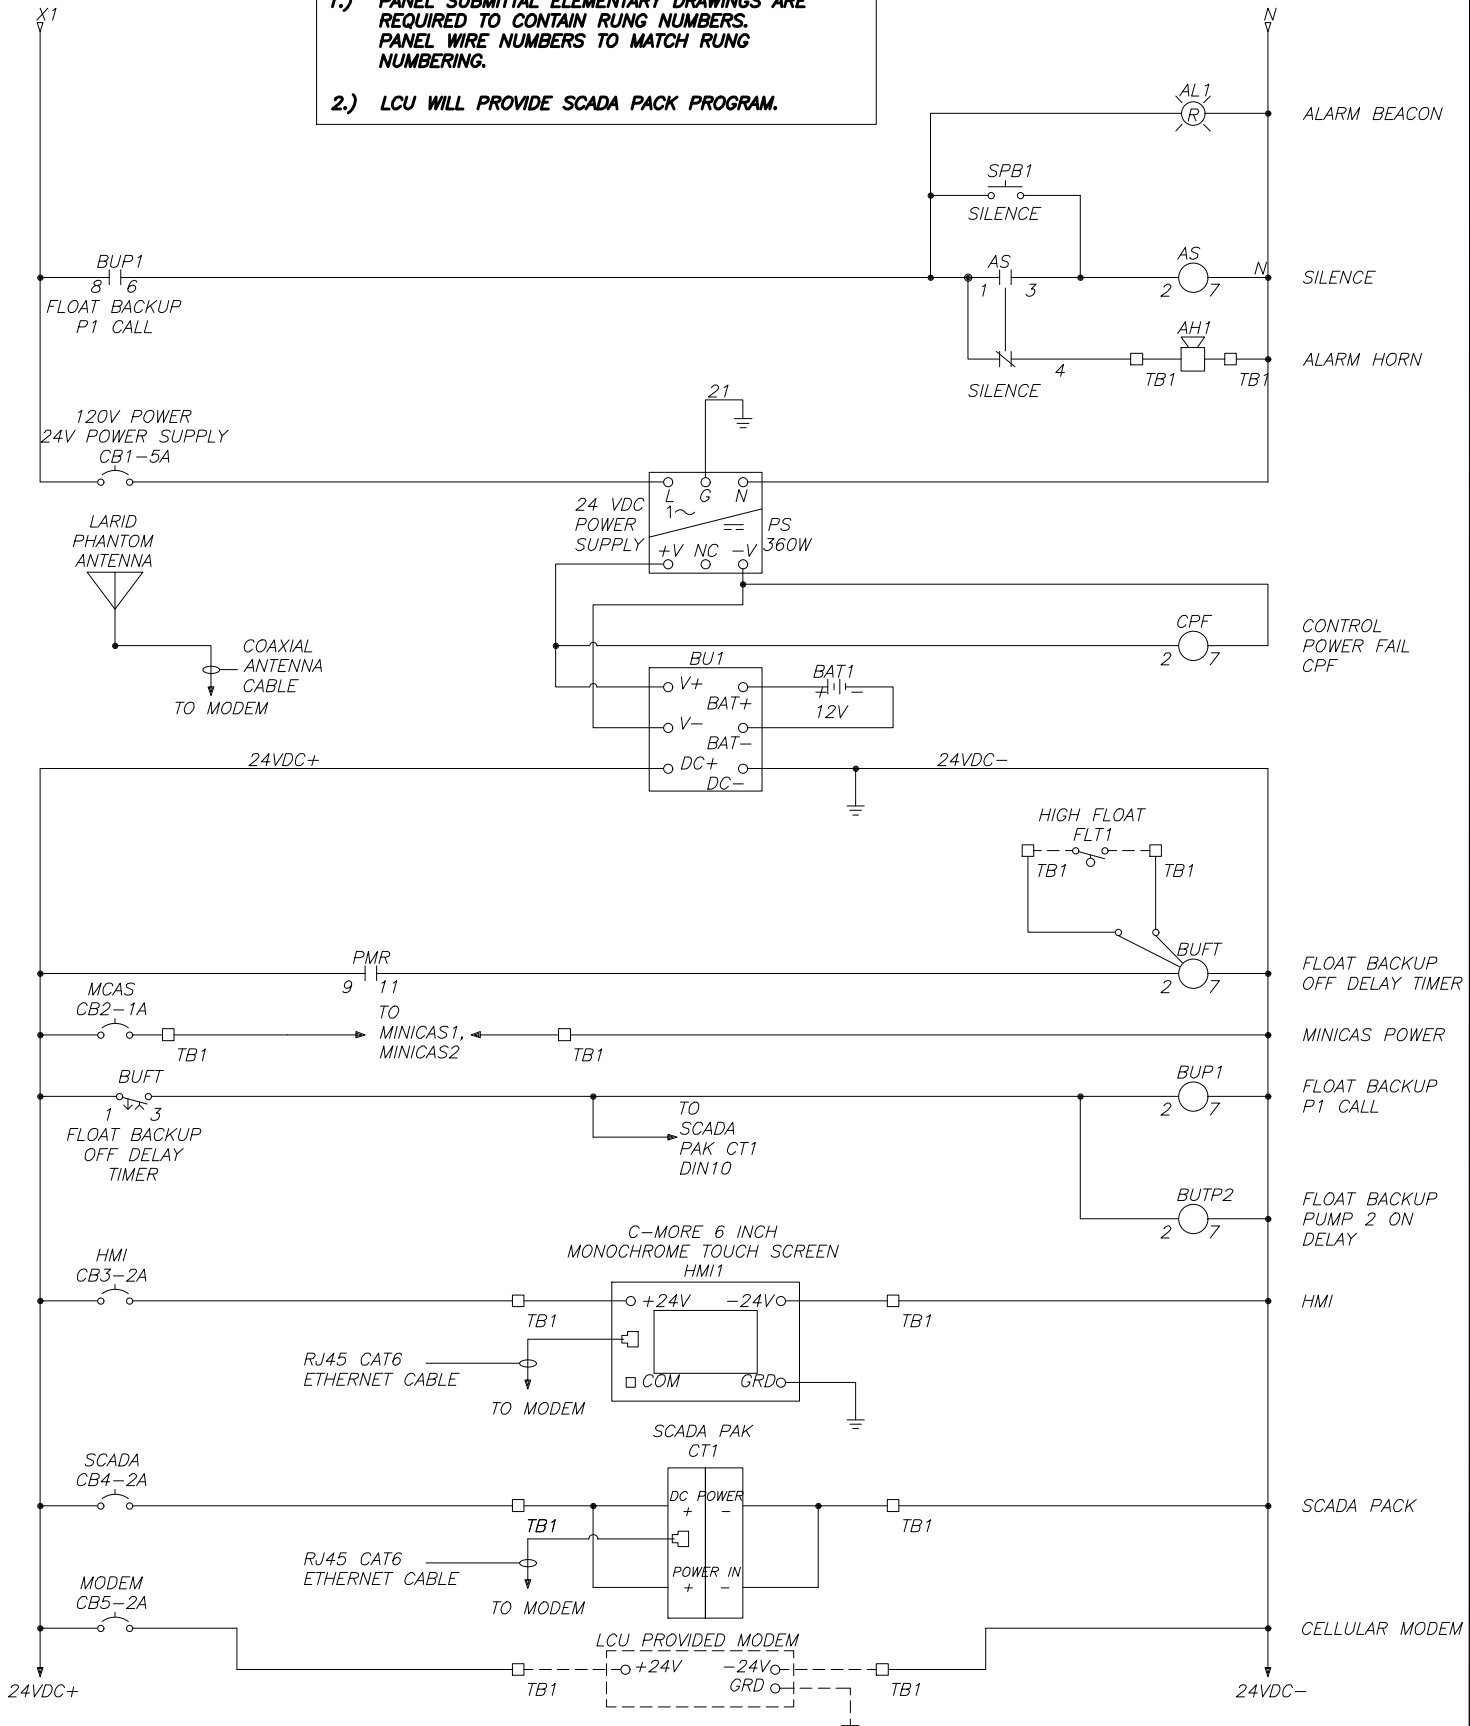 X1
N
1.) PANEL SUBMITTAL ELEMENTARY DRAWINGS ARE
REQUIRED TO CONTAIN RUNG NUMBERS.
PANEL WIRE NUMBERS TO MATCH RUNG
NUMBERING.
2.) LCU WILL PROVIDE SCADA PACK PROGRAM.
AL1
R
ALARM BEACON
SPB1
SILENCE
BUP1
8 6
FLOAT BACKUP
P1 CALL
AS
1 3
AS
2 7
N
SILENCE
AH1
4
TB1
TB1
SILENCE
ALARM HORN
120V POWER
24V POWER SUPPLY
CB1-5A
21
L G N
1~
24 VDC
POWER
SUPPLY
PS
360W
+V NC -V
LARID
PHANTOM
ANTENNA
COAXIAL
ANTENNA
CABLE
TO MODEM
CPF
2 7
CONTROL
POWER FAIL
CPF
BU1
V+
BAT+
V-
BAT-
DC+
DC-
BAT1
+ -
12V
24VDC+
24VDC-
HIGH FLOAT
FLT1
TB1
TB1
PMR
9 11
BUFT
2 7
FLOAT BACKUP
OFF DELAY TIMER
MCAS
CB2-1A
TB1
TO
MINICAS1,
MINICAS2
TB1
MINICAS POWER
BUFT
1 3
FLOAT BACKUP
OFF DELAY
TIMER
TO
SCADA
PAK CT1
DIN10
BUP1
2 7
FLOAT BACKUP
P1 CALL
BUTP2
2 7
FLOAT BACKUP
PUMP 2 ON
DELAY
C-MORE 6 INCH
MONOCHROME TOUCH SCREEN
HMI1
HMI
CB3-2A
TB1
+24V -24V
TB1
HMI
RJ45 CAT6
ETHERNET CABLE
TO MODEM
COM GRD
SCADA PAK
CT1
SCADA
CB4-2A
TB1
DC POWER
+ -
TB1
SCADA PACK
RJ45 CAT6
ETHERNET CABLE
TO MODEM
POWER IN
+ -
MODEM
CB5-2A
CELLULAR MODEM
LCU PROVIDED MODEM
TB1
+24V -24V
GRD
TB1
24VDC+
24VDC-